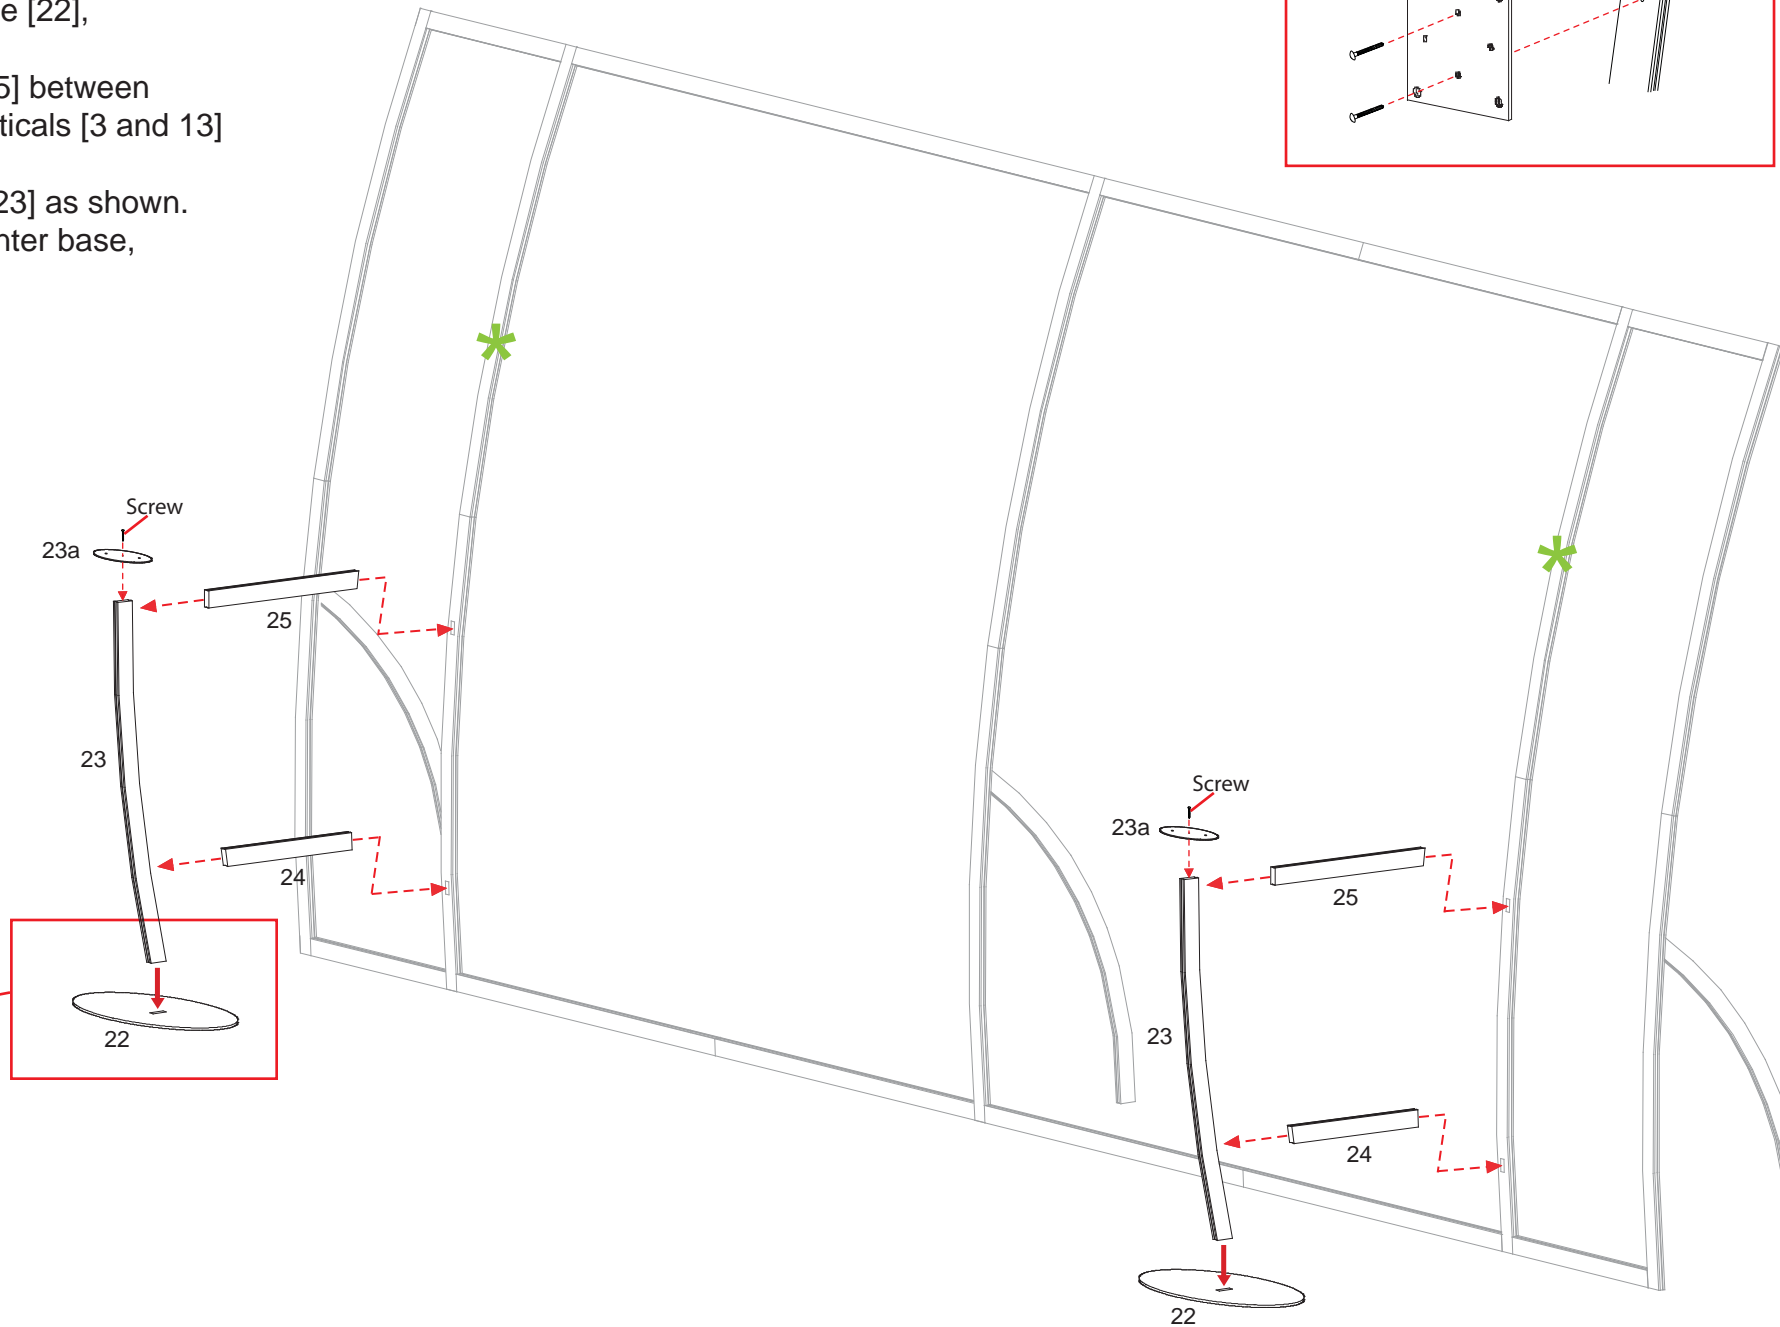 e [22],
5] between
ticals [3 and 13]
23] as shown.
nter base,
Screw
23a
25
23
24
22
Screw
23a
25
23
24
22